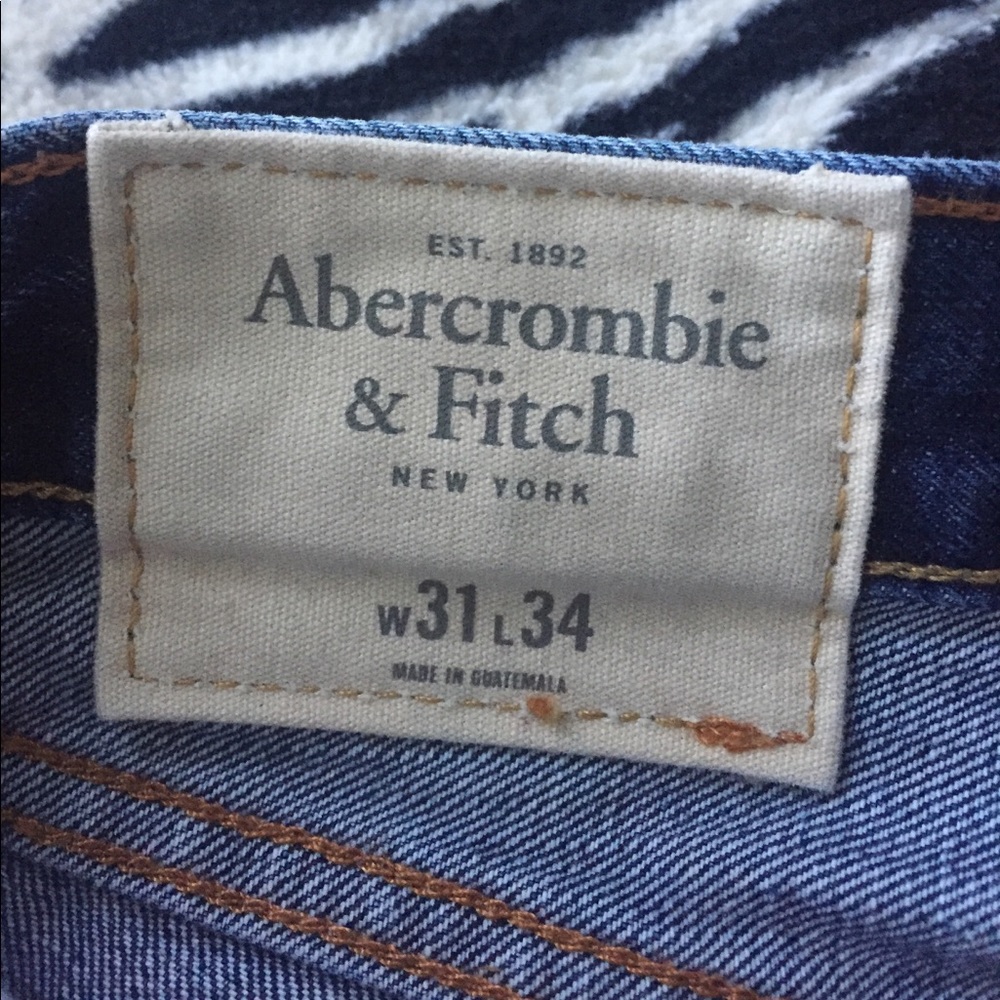 EST. 1892
Abercrombie
& Fitch
NEW YORK
W31 L34
MADE IN GUATEMALA